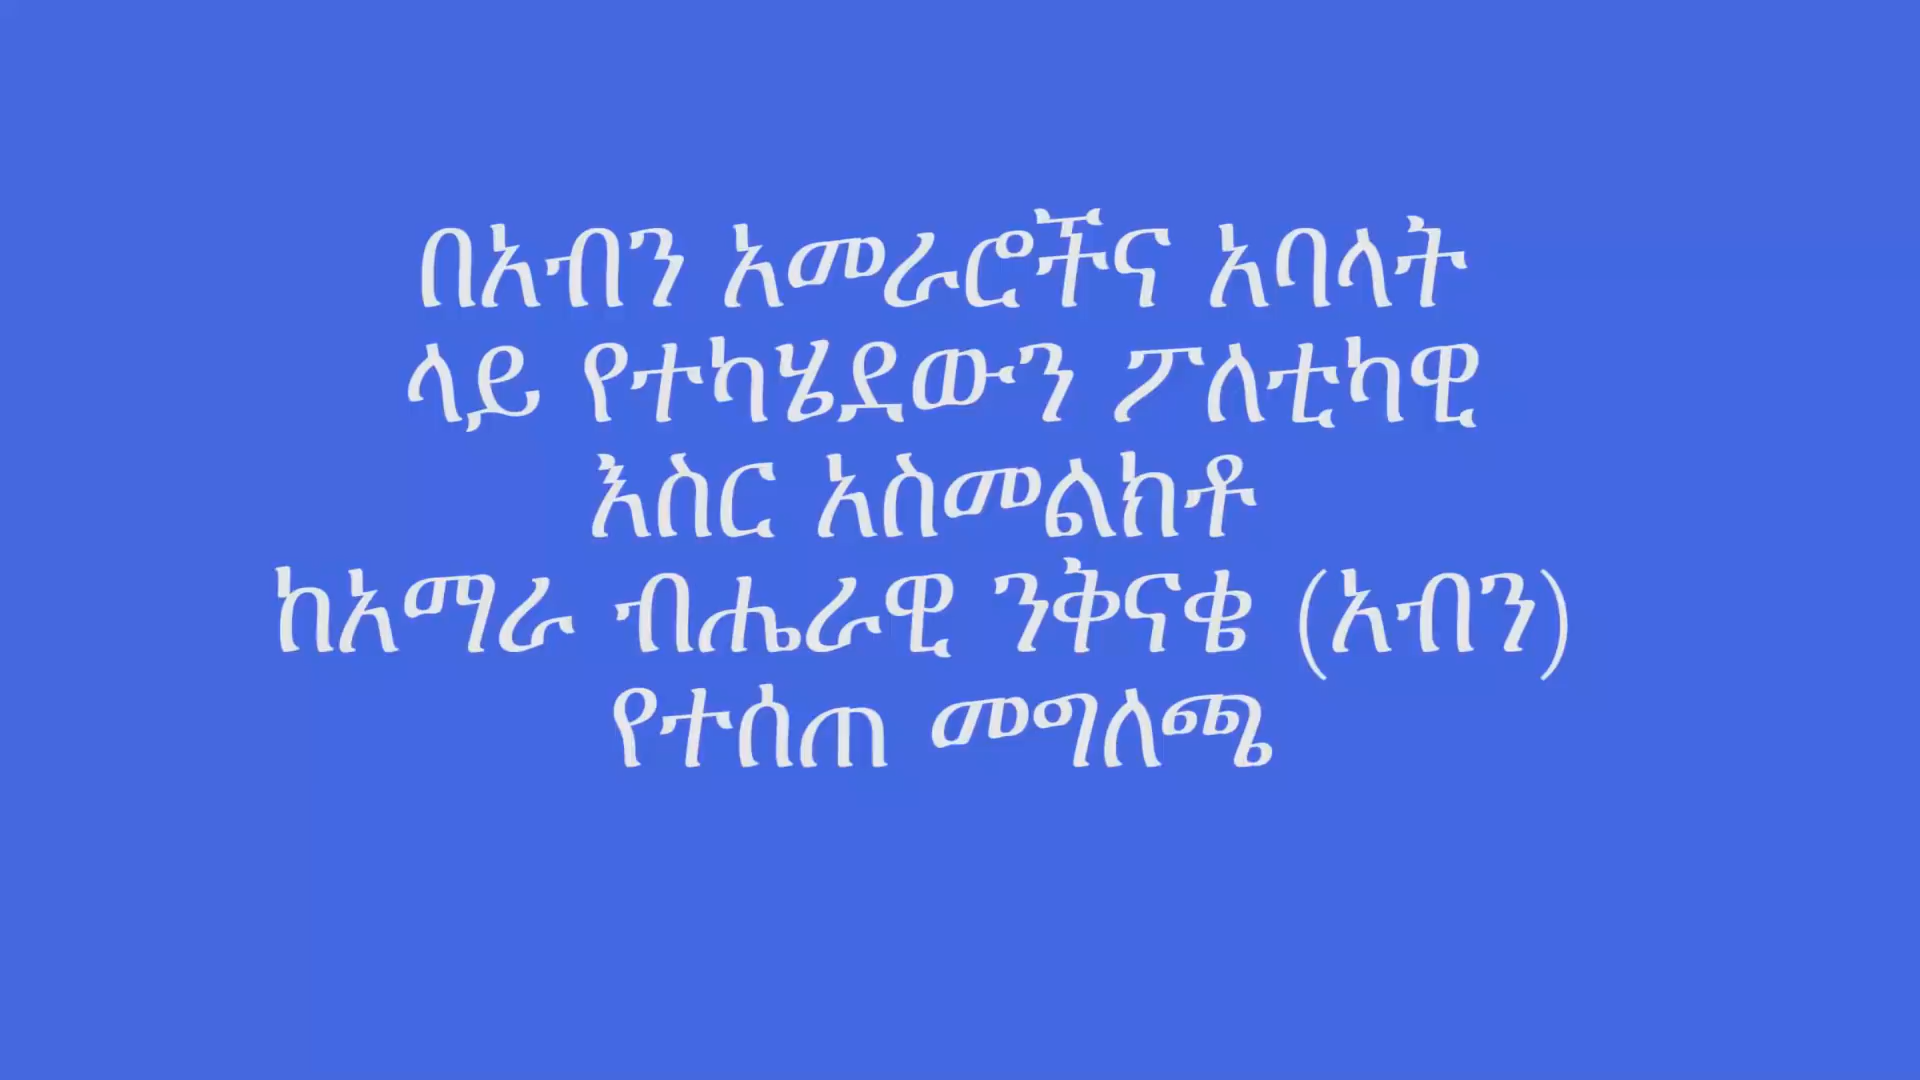 በአብን አመራሮችና አባላት
ላይ የተካሄደውን ፖለቲካዊ
እስር አስመልክቶ
ከአማራ ብሔራዊ ንቅናቄ (አብን)
የተሰጠ መግለጫ